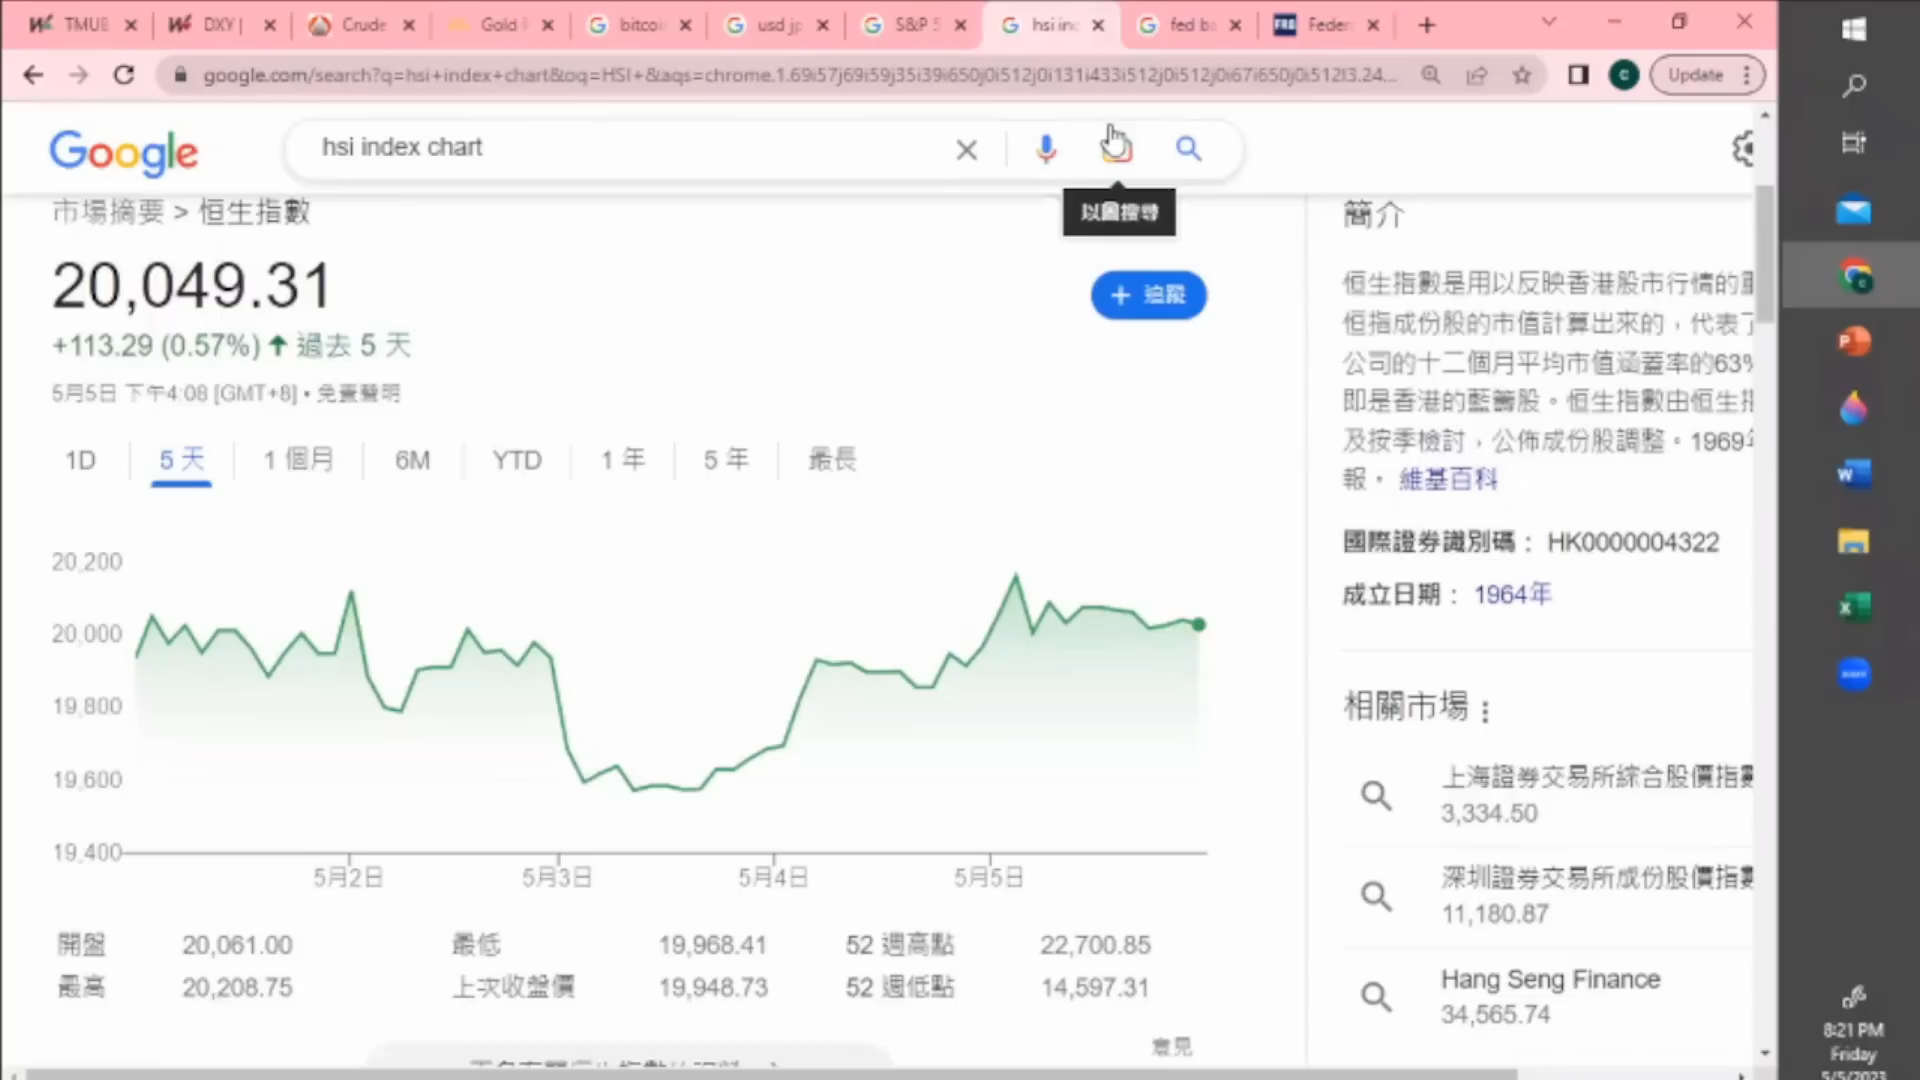 TMUB
DXY |
Crude
Gold
bitcoi
usd jp
S&P 5
hsi in
fed ba
Feder
google.com/search?q=hsi+index+chart&oq=HSI+&aqs=chrome.1.69i57j69i59j35i39i650j0i512j0i131i433i512j0i512j0i67i650j0i512l3.24...
Update
Google
hsi index chart
以圖搜尋
市場摘要 > 恒生指數
20,049.31
+ 追蹤
+113.29 (0.57%) 過去 5 天
5月5日 下午4:08 [GMT+8] • 免責聲明
1D
5 天
1 個月
6M
YTD
1 年
5 年
最長
20,200
20,000
19,800
19,600
19,400
5月2日
5月3日
5月4日
5月5日
開盤 20,061.00
最低 19,968.41
52 週高點 22,700.85
最高 20,208.75
上次收盤價 19,948.73
52 週低點 14,597.31
意見
簡介
恒生指數是用以反映香港股市行情的重
恒指成份股的市值計算出來的，代表了
公司的十二個月平均市值涵蓋率的63%
即是香港的藍籌股。恒生指數由恒生指
及按季檢討，公佈成份股調整。1969年
報。 維基百科
國際證券識別碼： HK0000004322
成立日期： 1964年
相關市場
上海證券交易所綜合股價指數
3,334.50
深圳證券交易所成份股價指數
11,180.87
Hang Seng Finance
34,565.74
8:21 PM
Friday
5/5/2023